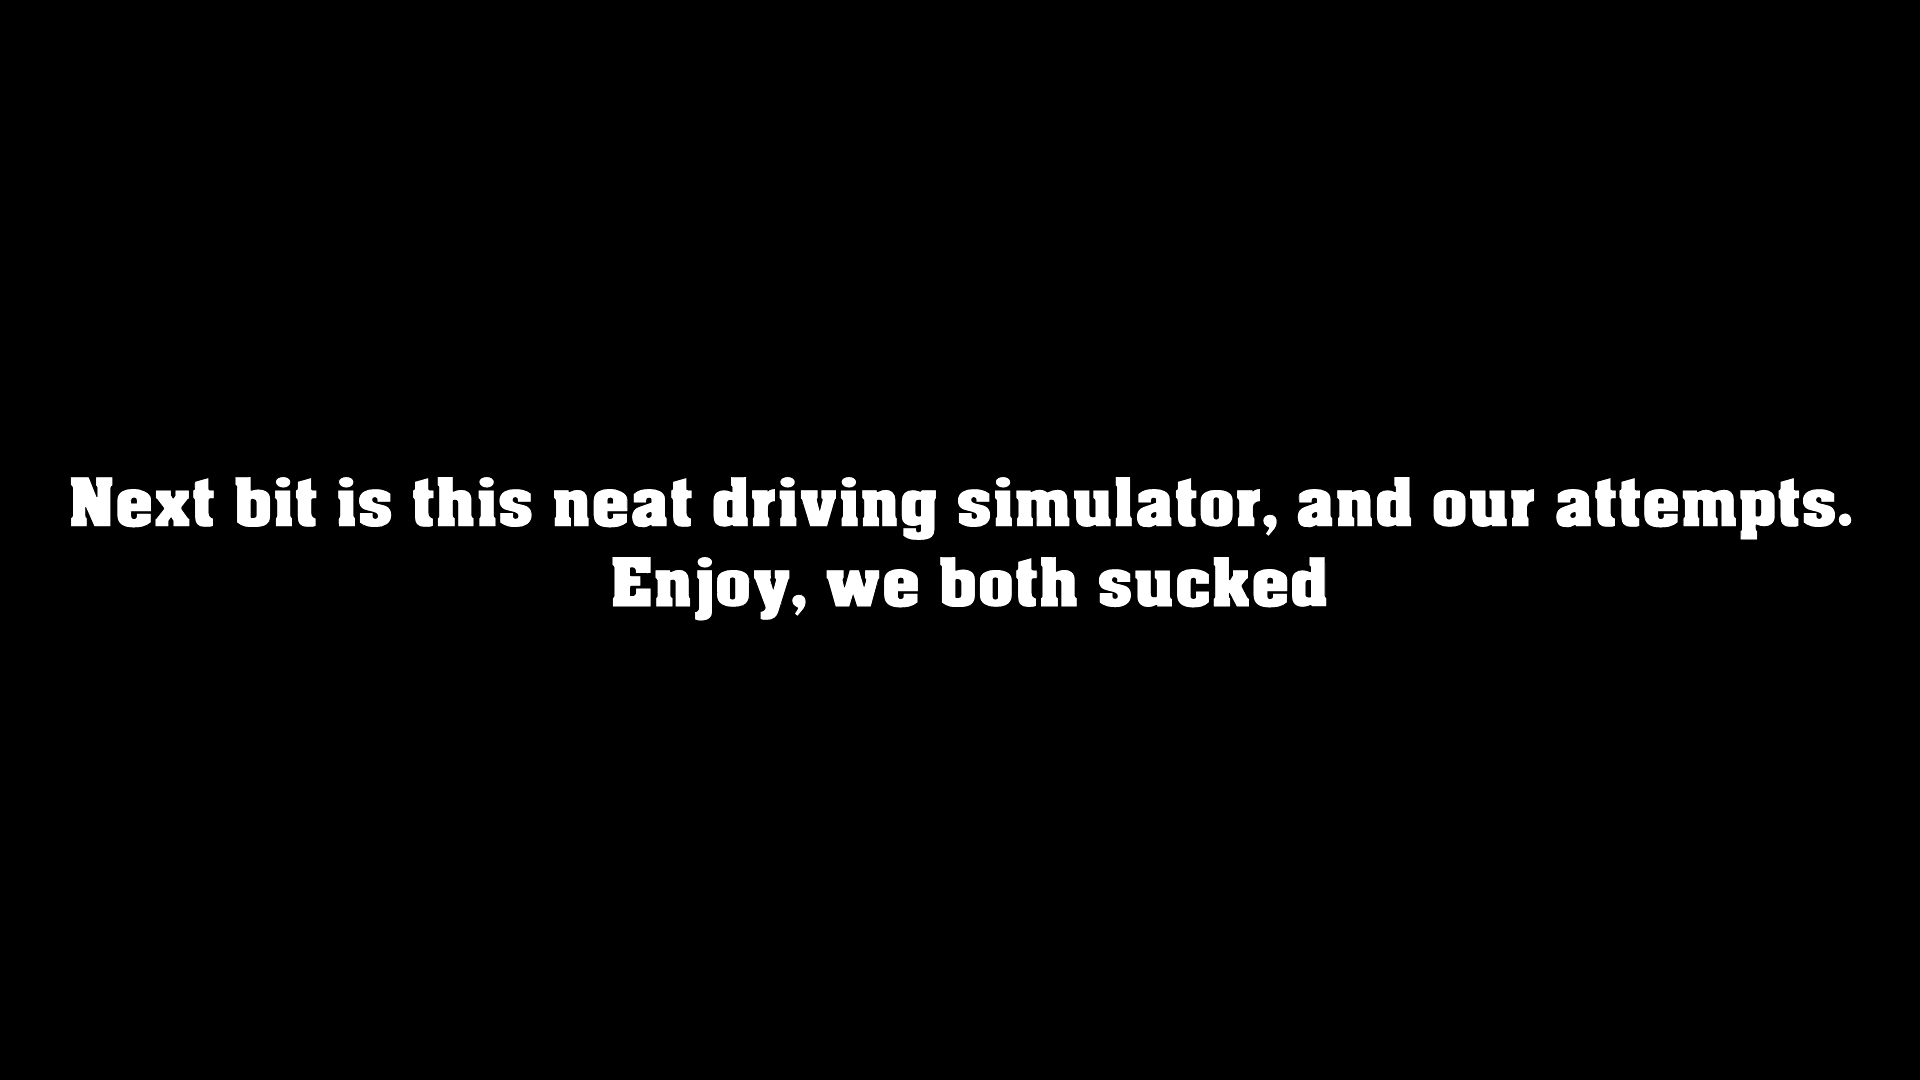 Next bit is this neat driving simulator, and our attempts.
Enjoy, we both sucked